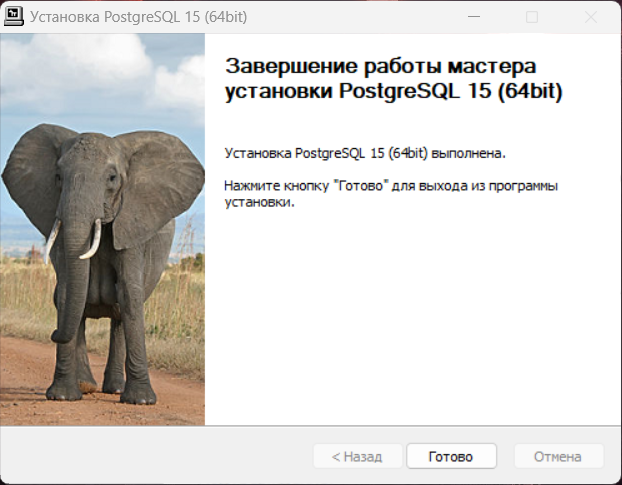 Установка PostgreSQL 15 (64bit)
Завершение работы мастера
установки PostgreSQL 15 (64bit)
Установка PostgreSQL 15 (64bit) выполнена.
Нажмите кнопку "Готово" для выхода из программы
установки.
< Назад
Готово
Отмена